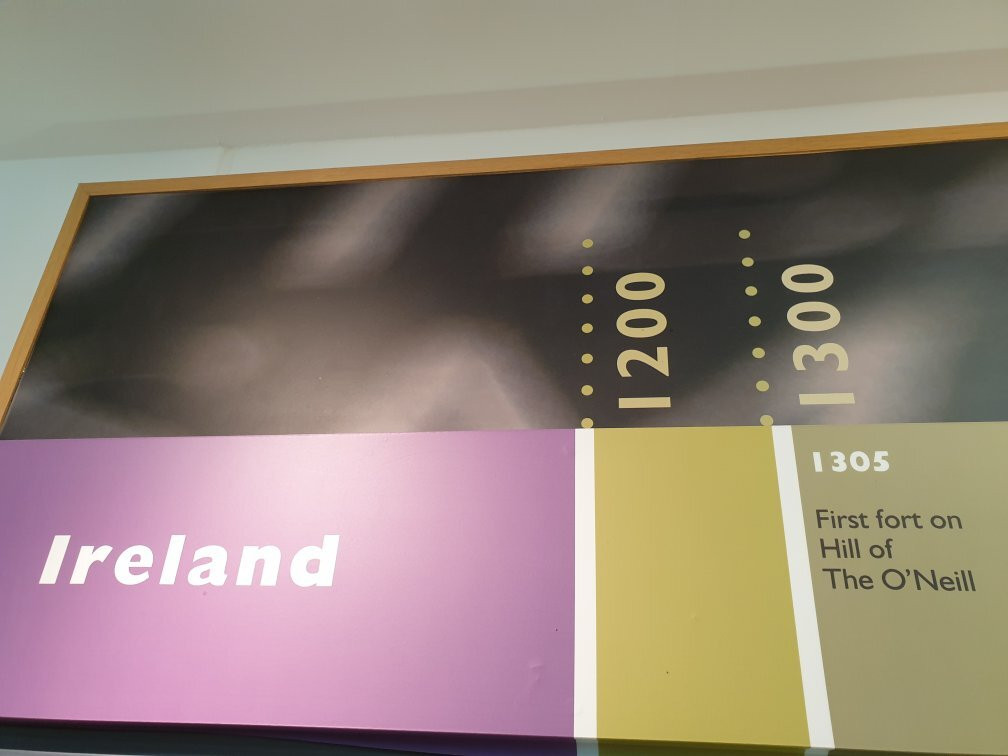 1200
1300
Ireland
1305
First fort on
Hill of
The O'Neill